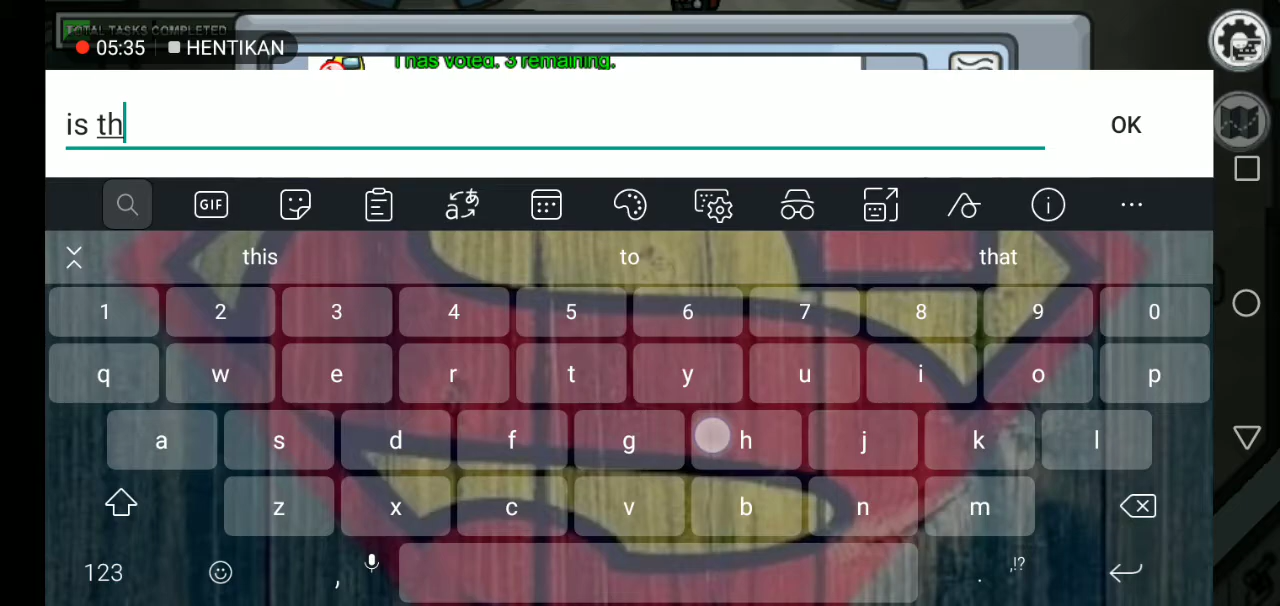 TOTAL TASKS COMPLETED
05:35 HENTIKAN
I has voted. 3 remaining.
is th
OK
GIF
this to that
1 2 3 4 5 6 7 8 9 0
q w e r t y u i o p
a s d f g h j k l
z x c v b n m
123 , . ,!?